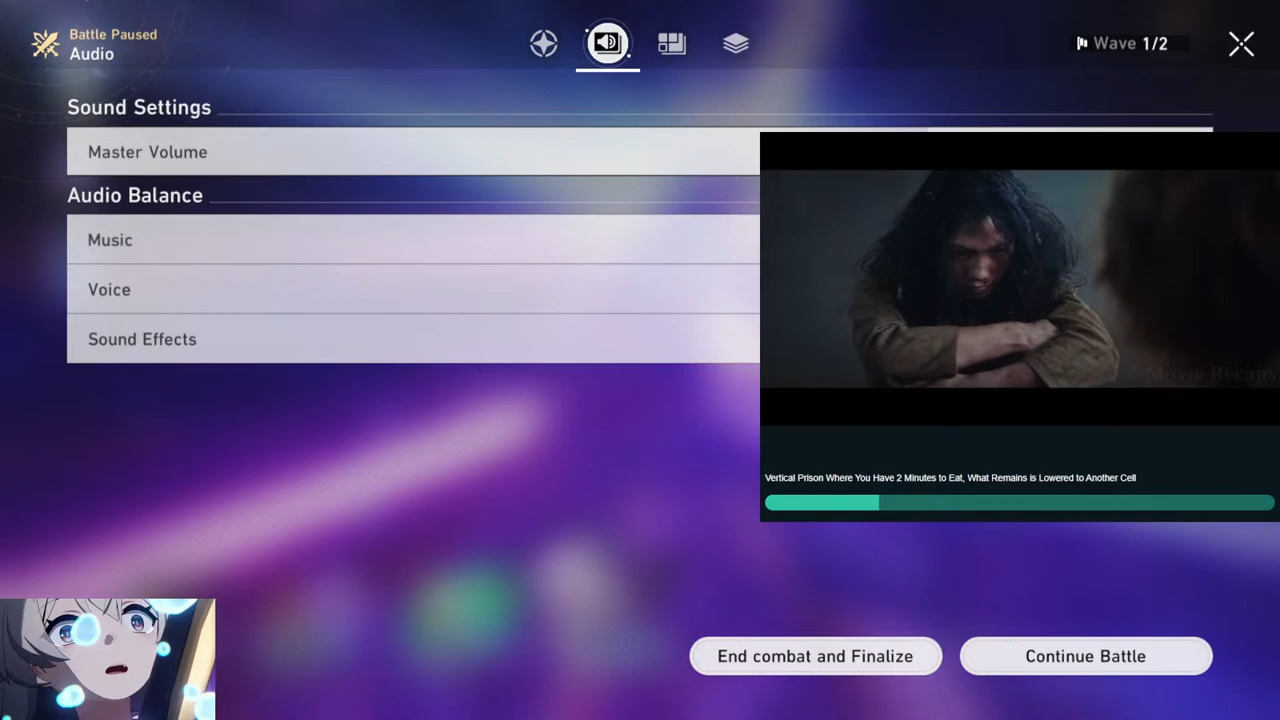 Battle Paused
Audio
Wave 1/2
Sound Settings
Master Volume
Audio Balance
Music
Voice
Sound Effects
Movie Recaps
Vertical Prison Where You Have 2 Minutes to Eat, What Remains is Lowered to Another Cell
End combat and Finalize
Continue Battle